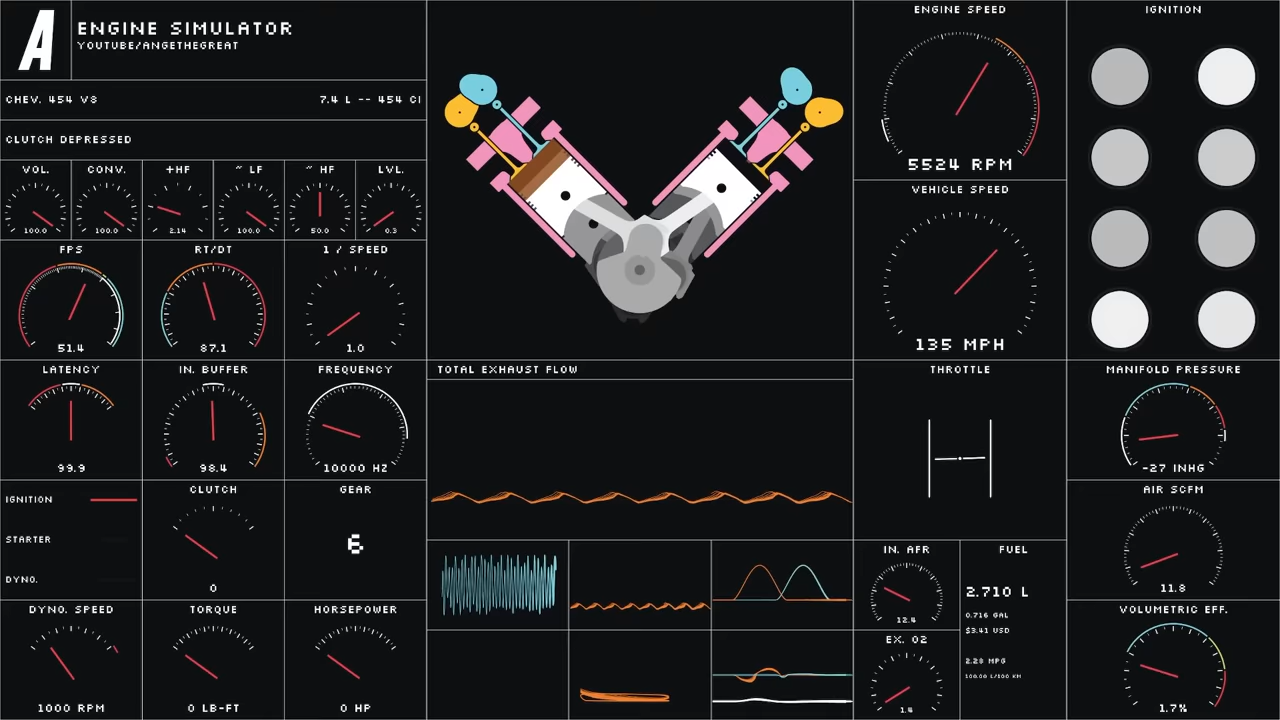 A
ENGINE SIMULATOR
YOUTUBE/ANGETHEGREAT
CHEV. 454 V8
7.4 L -- 454 CI
CLUTCH DEPRESSED
VOL.
100.0
CONV.
100.0
+HF
2.14
~ LF
100.0
~ HF
50.0
LVL.
0.3
FPS
51.4
RT/DT
87.1
1 / SPEED
1.0
LATENCY
99.9
IN. BUFFER
98.4
FREQUENCY
10000 HZ
IGNITION
STARTER
DYNO.
CLUTCH
0
GEAR
6
DYNO. SPEED
1000 RPM
TORQUE
0 LB-FT
HORSEPOWER
0 HP
TOTAL EXHAUST FLOW
ENGINE SPEED
5524 RPM
VEHICLE SPEED
135 MPH
THROTTLE
IN. AFR
12.4
EX. O2
FUEL
2.710 L
0.716 GAL
$3.41 USD
2.28 MPG
IGNITION
MANIFOLD PRESSURE
-27 INHG
AIR SCFM
11.8
VOLUMETRIC EFF.
1.7%